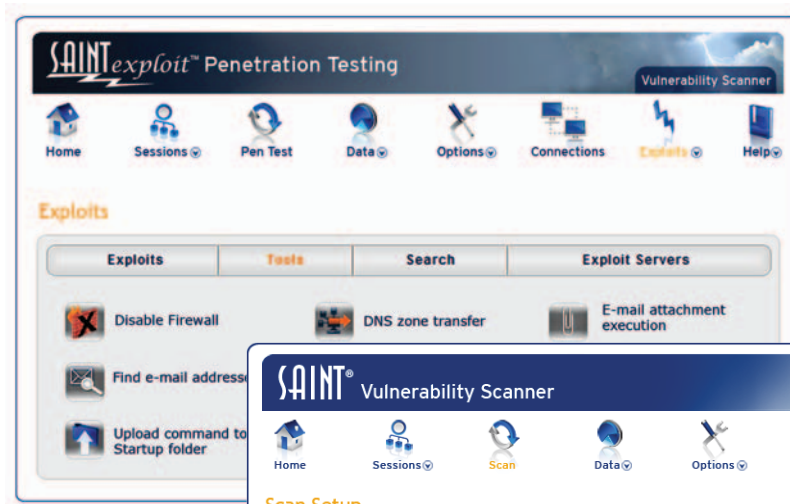 SAINTexploit™ Penetration Testing
Vulnerability Scanner
Home Sessions Pen Test Data Options Connections Exploits Help
Exploits
Exploits Tools Search Exploit Servers
Disable Firewall
DNS zone transfer
E-mail attachment
execution
Find e-mail addresse
Upload command to
Startup folder
SAINT® Vulnerability Scanner
Home Sessions Scan Data Options
Scan Setup